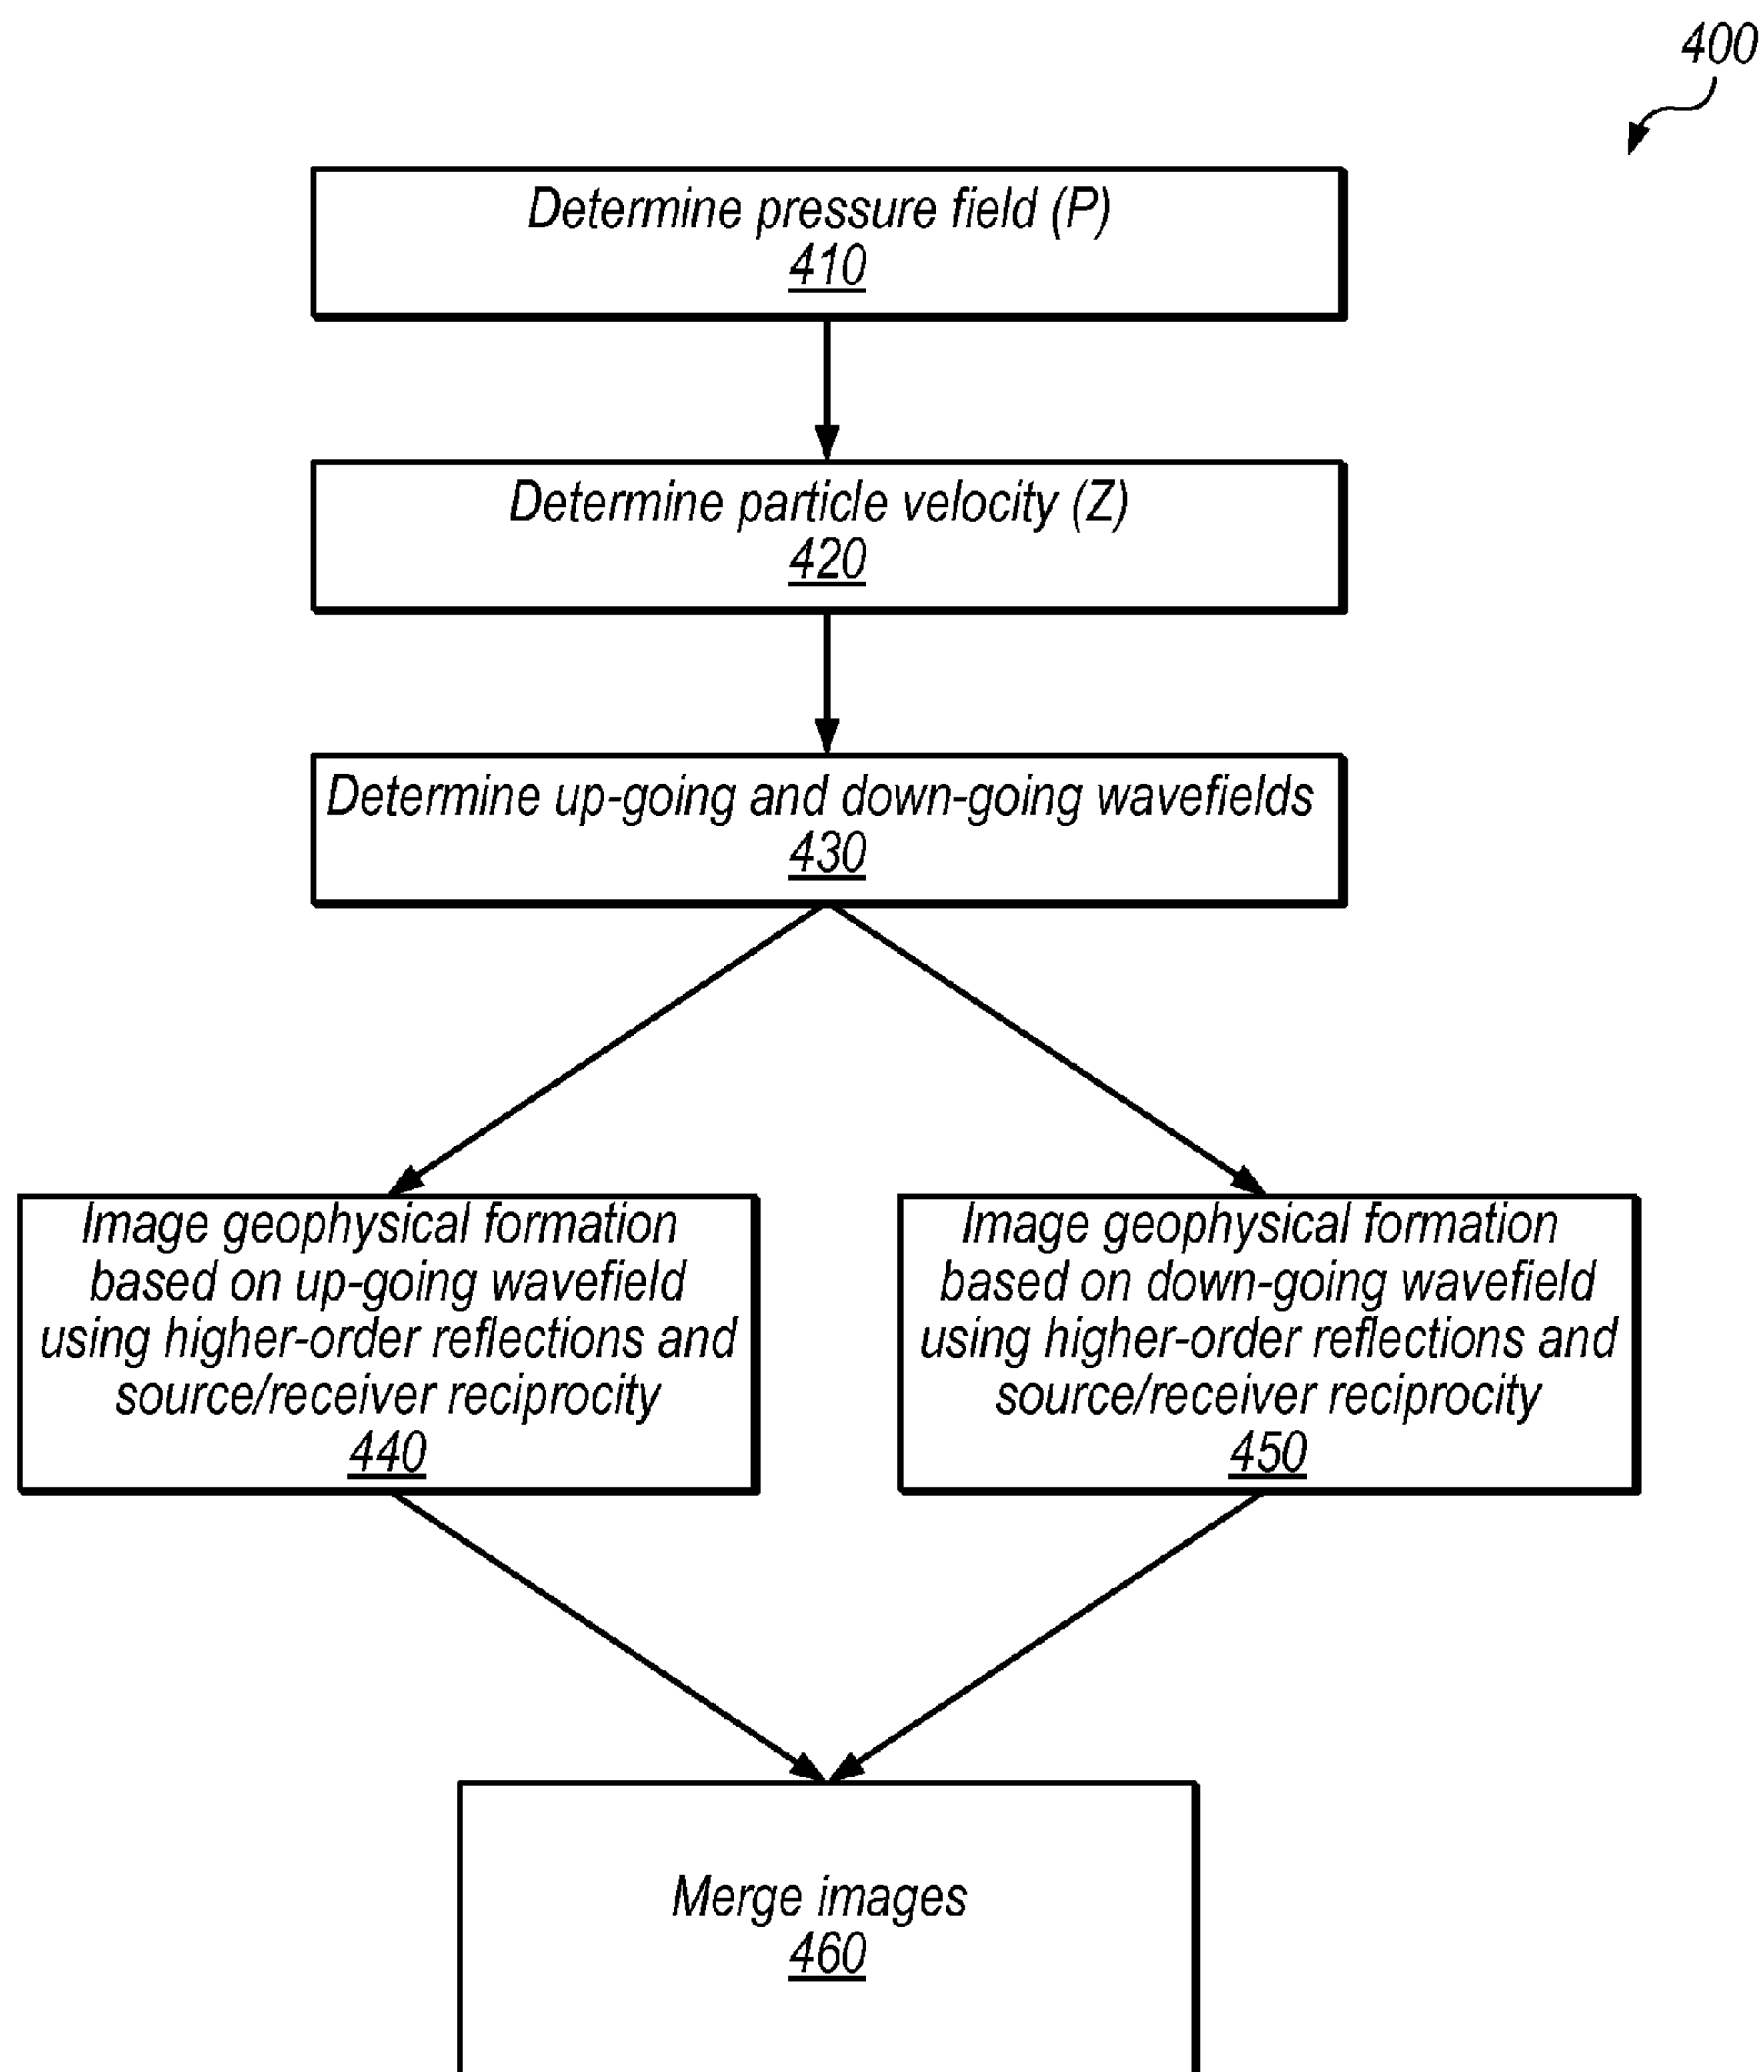 400
Determine pressure field (P)
410
Determine particle velocity (Z)
420
Determine up-going and down-going wavefields
430
Image geophysical formation
based on up-going wavefield
using higher-order reflections and
source/receiver reciprocity
440
Image geophysical formation
based on down-going wavefield
using higher-order reflections and
source/receiver reciprocity
450
Merge images
460